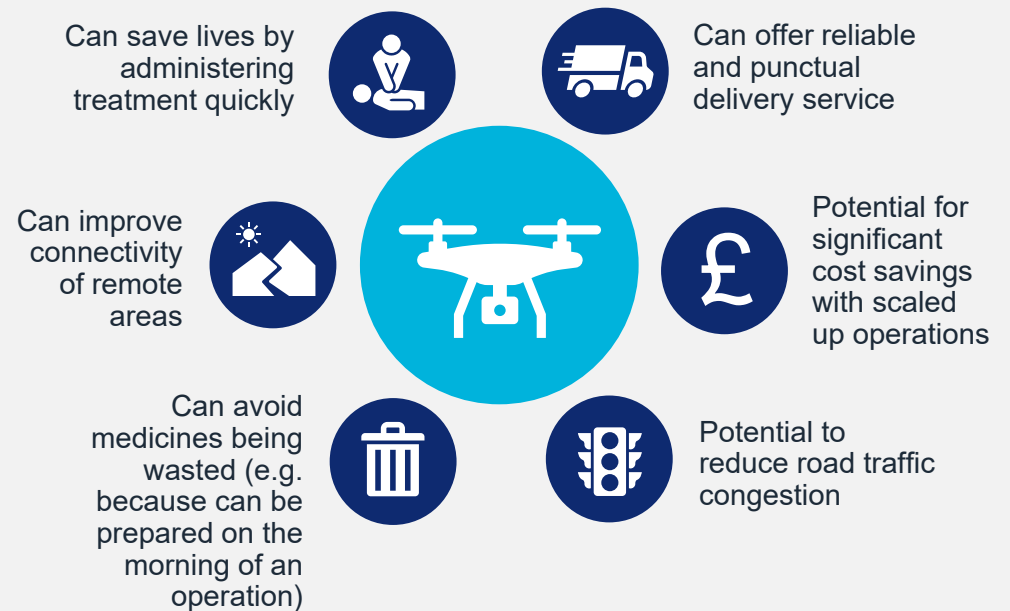 Can save lives by
administering
treatment quickly
Can offer reliable
and punctual
delivery service
Can improve
connectivity
of remote
areas
£
Potential for
significant
cost savings
with scaled
up operations
Can avoid
medicines being
wasted (e.g.
because can be
prepared on the
morning of an
operation)
Potential to
reduce road traffic
congestion